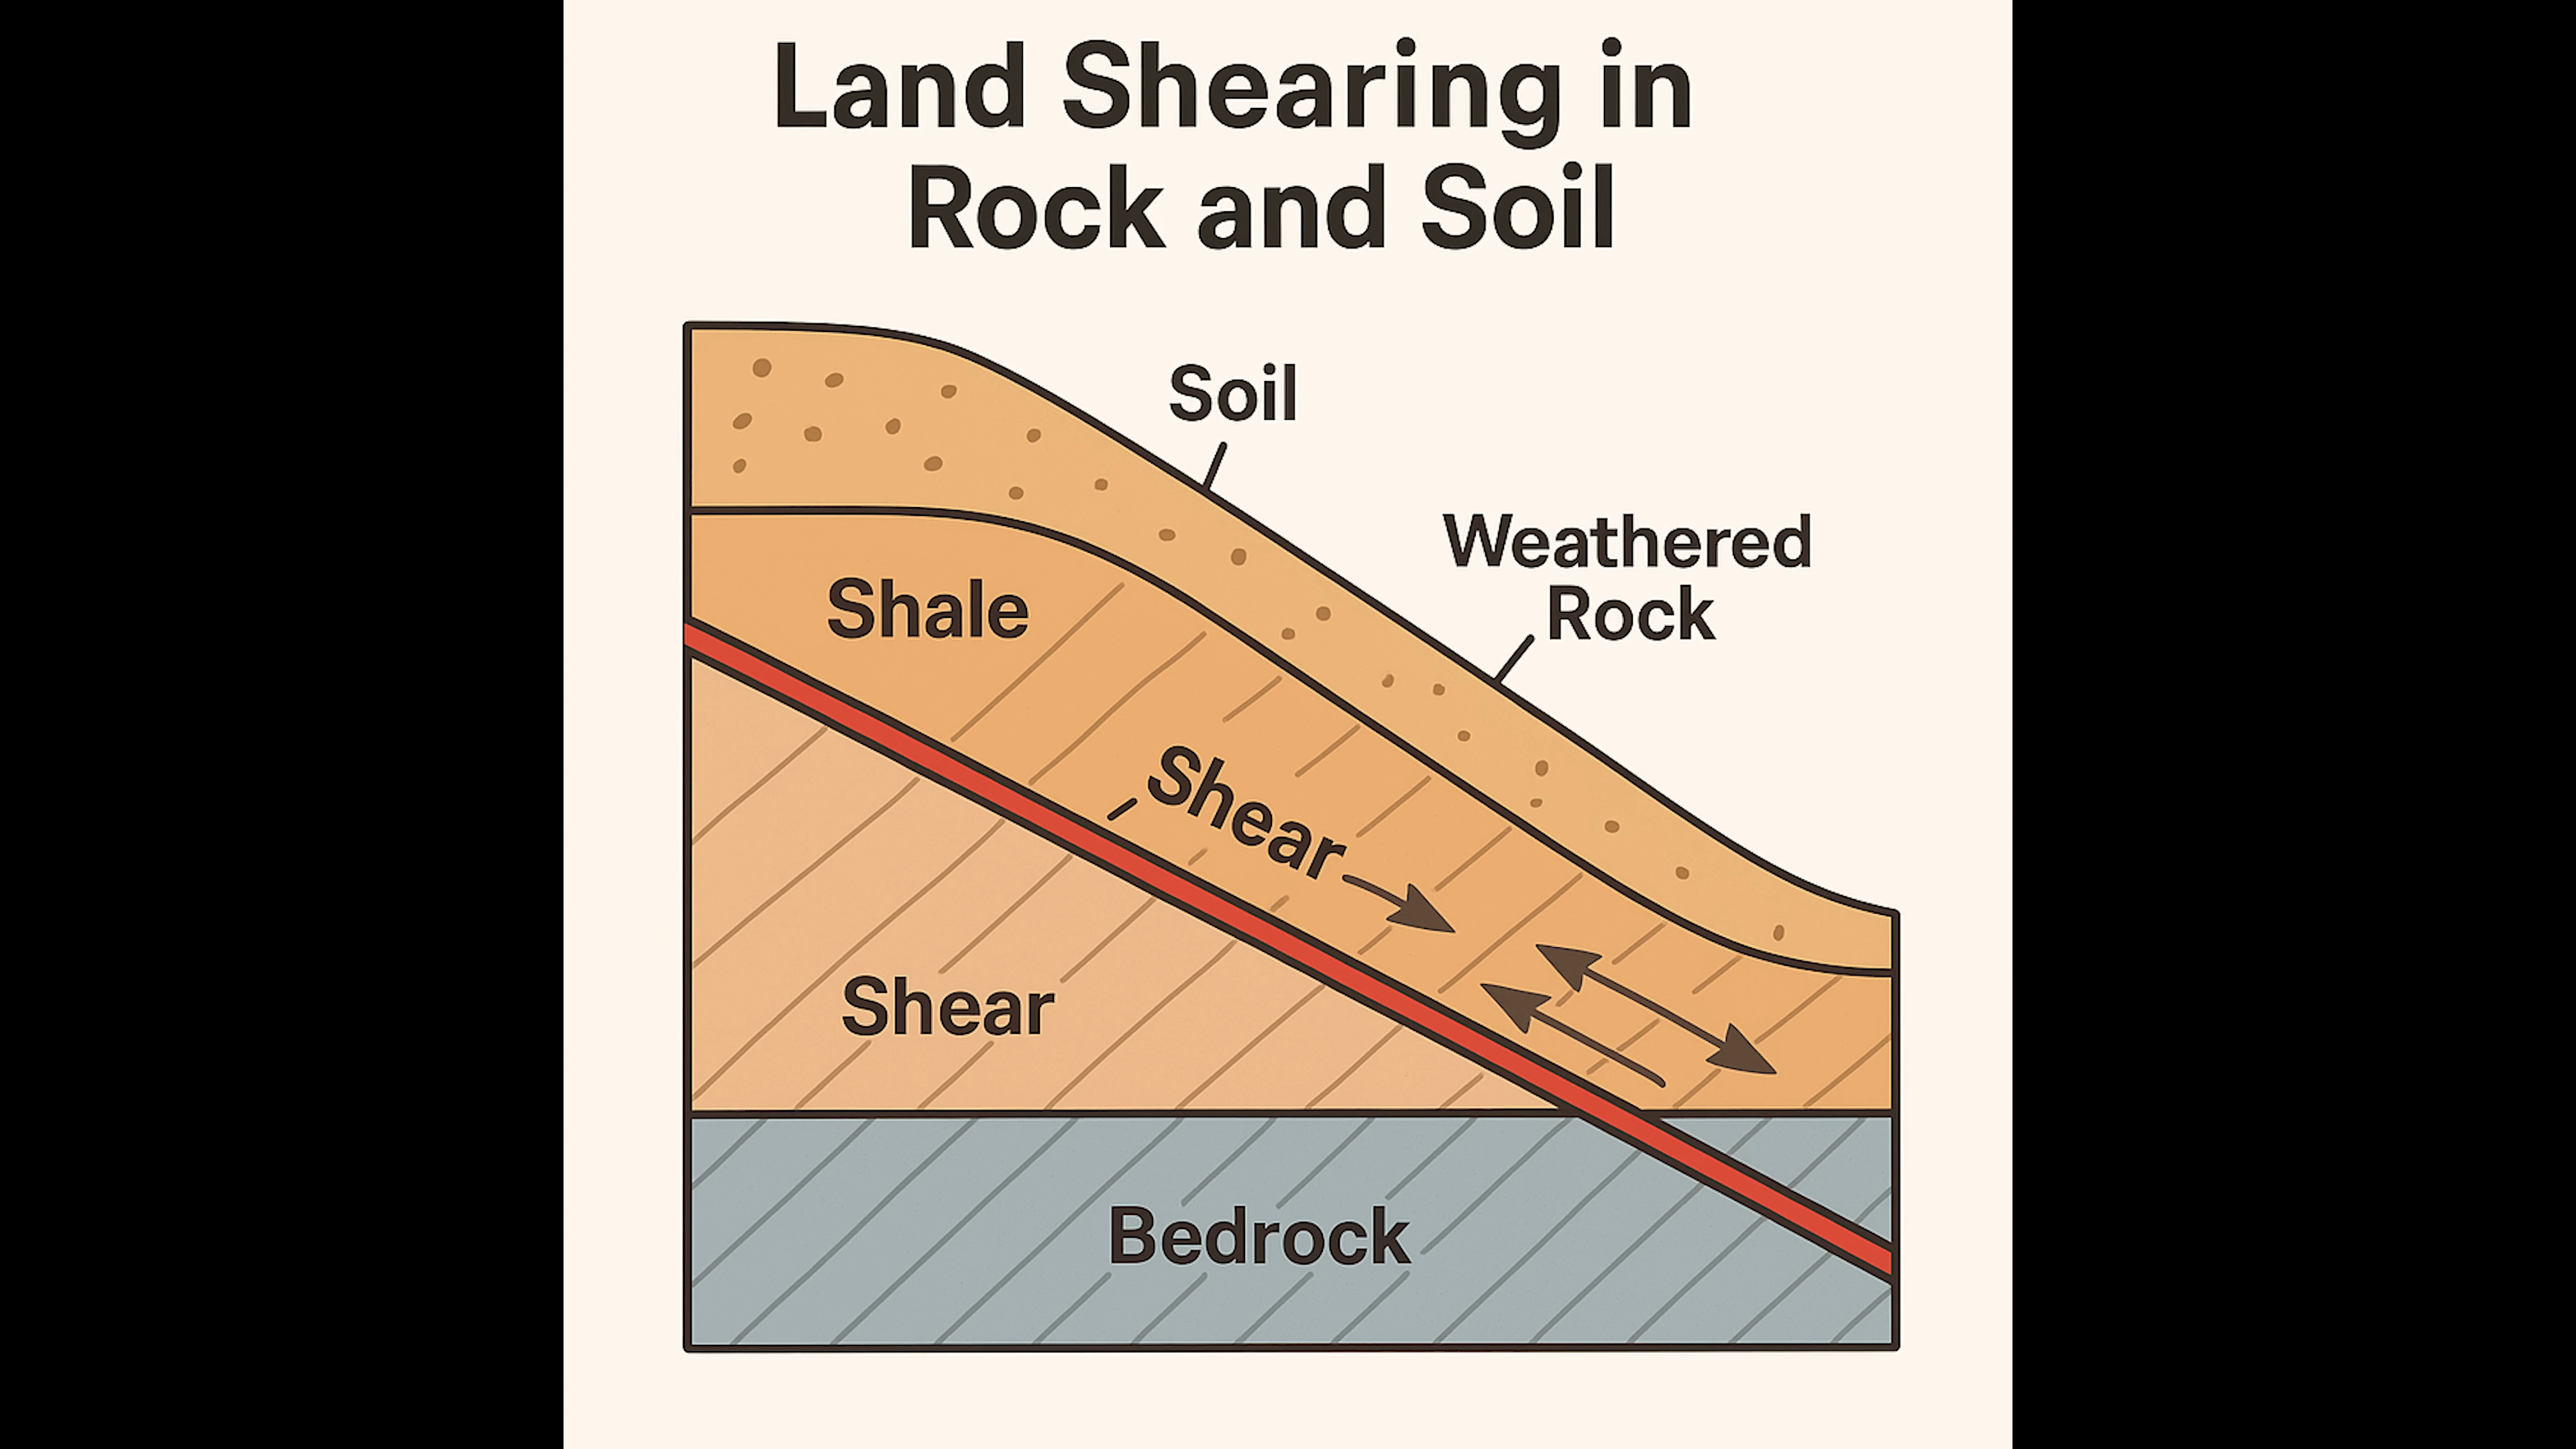 Land Shearing in
Rock and Soil
Soil
Weathered
Rock
Shale
Shear
Shear
Bedrock